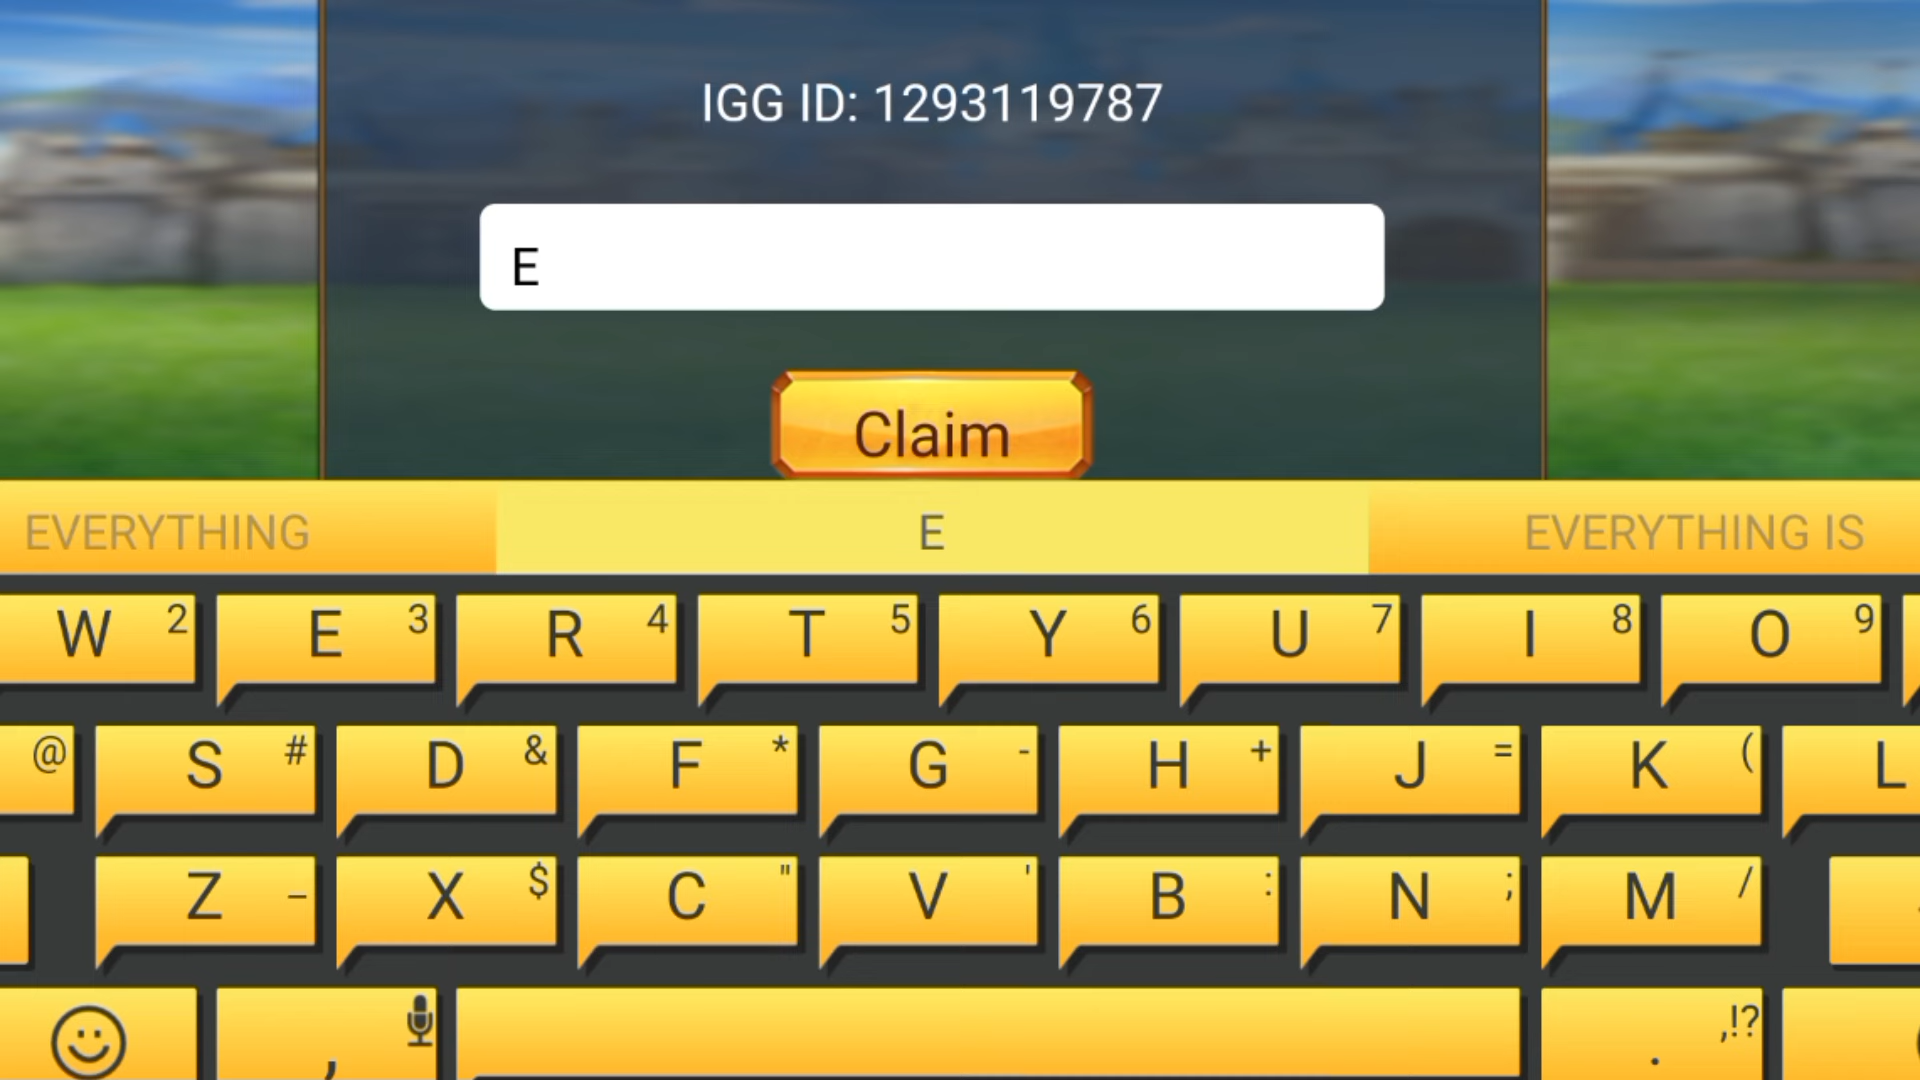 IGG ID: 1293119787
E
Claim
EVERYTHING E EVERYTHING IS
W 2 E 3 R 4 T 5 Y 6 U 7 I 8 O 9
@ S # D & F * G - H + J = K ( L
Z _ X $ C " V ' B : N ; M /
, . ,!?